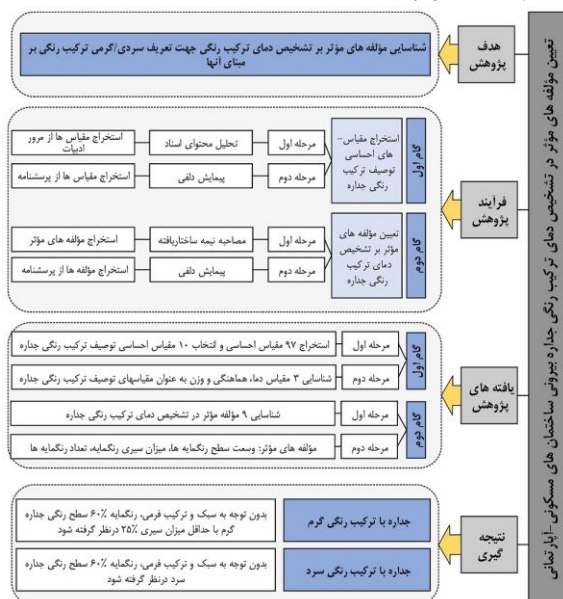 تعیین مؤلفه های مؤثر در تشخیص دمای ترکیب رنگی جداره بیرونی ساختمان های مسکونی-آپارتمانی
هدف
پژوهش
شناسایی مؤلفه های مؤثر بر تشخیص دمای ترکیب رنگی جهت تعریف سردی/گرمی ترکیب رنگی بر
مبنای آنها
فرآیند
پژوهش
گام اول
استخراج مقیاس-
های احساسی
توصیف ترکیب
رنگی جداره
مرحله اول
تحلیل محتوای اسناد
استخراج مقیاس ها از مرور
ادبیات
مرحله دوم
پیمایش دلفی
استخراج مقیاس ها از پرسشنامه
گام دوم
تعیین مؤلفه های
مؤثر بر تشخیص
دمای ترکیب
رنگی جداره
مرحله اول
مصاحبه نیمه ساختاریافته
استخراج مؤلفه های مؤثر
مرحله دوم
پیمایش دلفی
استخراج مؤلفه ها از پرسشنامه
یافته های
پژوهش
گام اول
مرحله اول
استخراج ۹۷ مقیاس احساسی و انتخاب ۱۰ مقیاس احساسی توصیف ترکیب رنگی جداره
مرحله دوم
شناسایی ۳ مقیاس دما، هماهنگی و وزن به عنوان مقیاسهای توصیف ترکیب رنگی جداره
گام دوم
مرحله اول
شناسایی ۹ مؤلفه مؤثر در تشخیص دمای ترکیب رنگی جداره
مرحله دوم
مؤلفه های مؤثر: وسعت سطح رنگمایه ها، میزان سیری رنگمایه، تعداد رنگمایه ها
نتیجه
گیری
جداره با ترکیب رنگی گرم
بدون توجه به سبک و ترکیب فرمی، رنگمایه ۶۰٪ سطح رنگی جداره
گرم با حداقل میزان سیری ۲۵٪ درنظر گرفته شود
جداره با ترکیب رنگی سرد
بدون توجه به سبک و ترکیب فرمی، رنگمایه ۶۰٪ سطح رنگی جداره
سرد درنظر گرفته شود